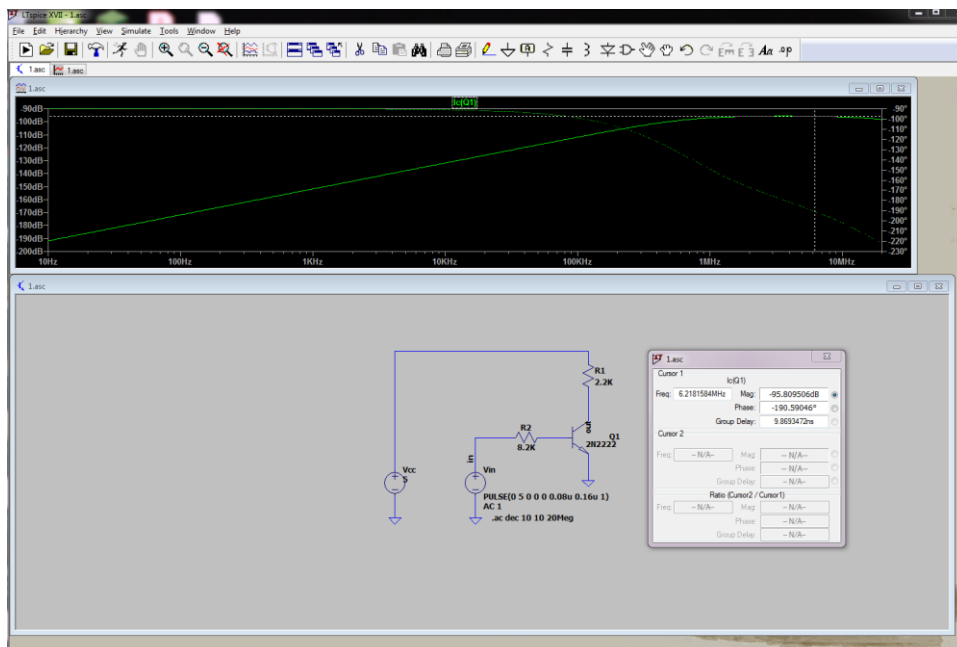 LTspice XVII - 1.asc
File Edit Hierarchy View Simulate Tools Window Help
1.asc 1.asc
1.asc
Ic(Q1)
-90dB -90°
-100dB -100°
-110dB -110°
-120°
-130dB -130°
-130dB -140°
-140dB -150°
-160°
-150dB -170°
-160dB -180°
-170dB -190°
-180dB -200°
-210°
-190dB -220°
-200dB -230°
10Hz 100Hz 1KHz 10KHz 100KHz 1MHz 10MHz
1.asc
R1
2.2K
out
R2
8.2K
Q1
2N2222
in
Vcc
5
Vin
PULSE(0 5 0 0 0 0.08u 0.16u 1)
AC 1
.ac dec 10 10 20Meg
1.asc
Cursor 1
Ic(Q1)
Freq: 6.2181584MHz Mag: -95.809506dB
Phase: -190.59046°
Group Delay: 9.8693472ns
Cursor 2
Freq: -- N/A-- Mag: -- N/A--
Phase: -- N/A--
Group Delay: -- N/A--
Ratio (Cursor2 / Cursor1)
Freq: -- N/A-- Mag: -- N/A--
Phase: -- N/A--
Group Delay: -- N/A--